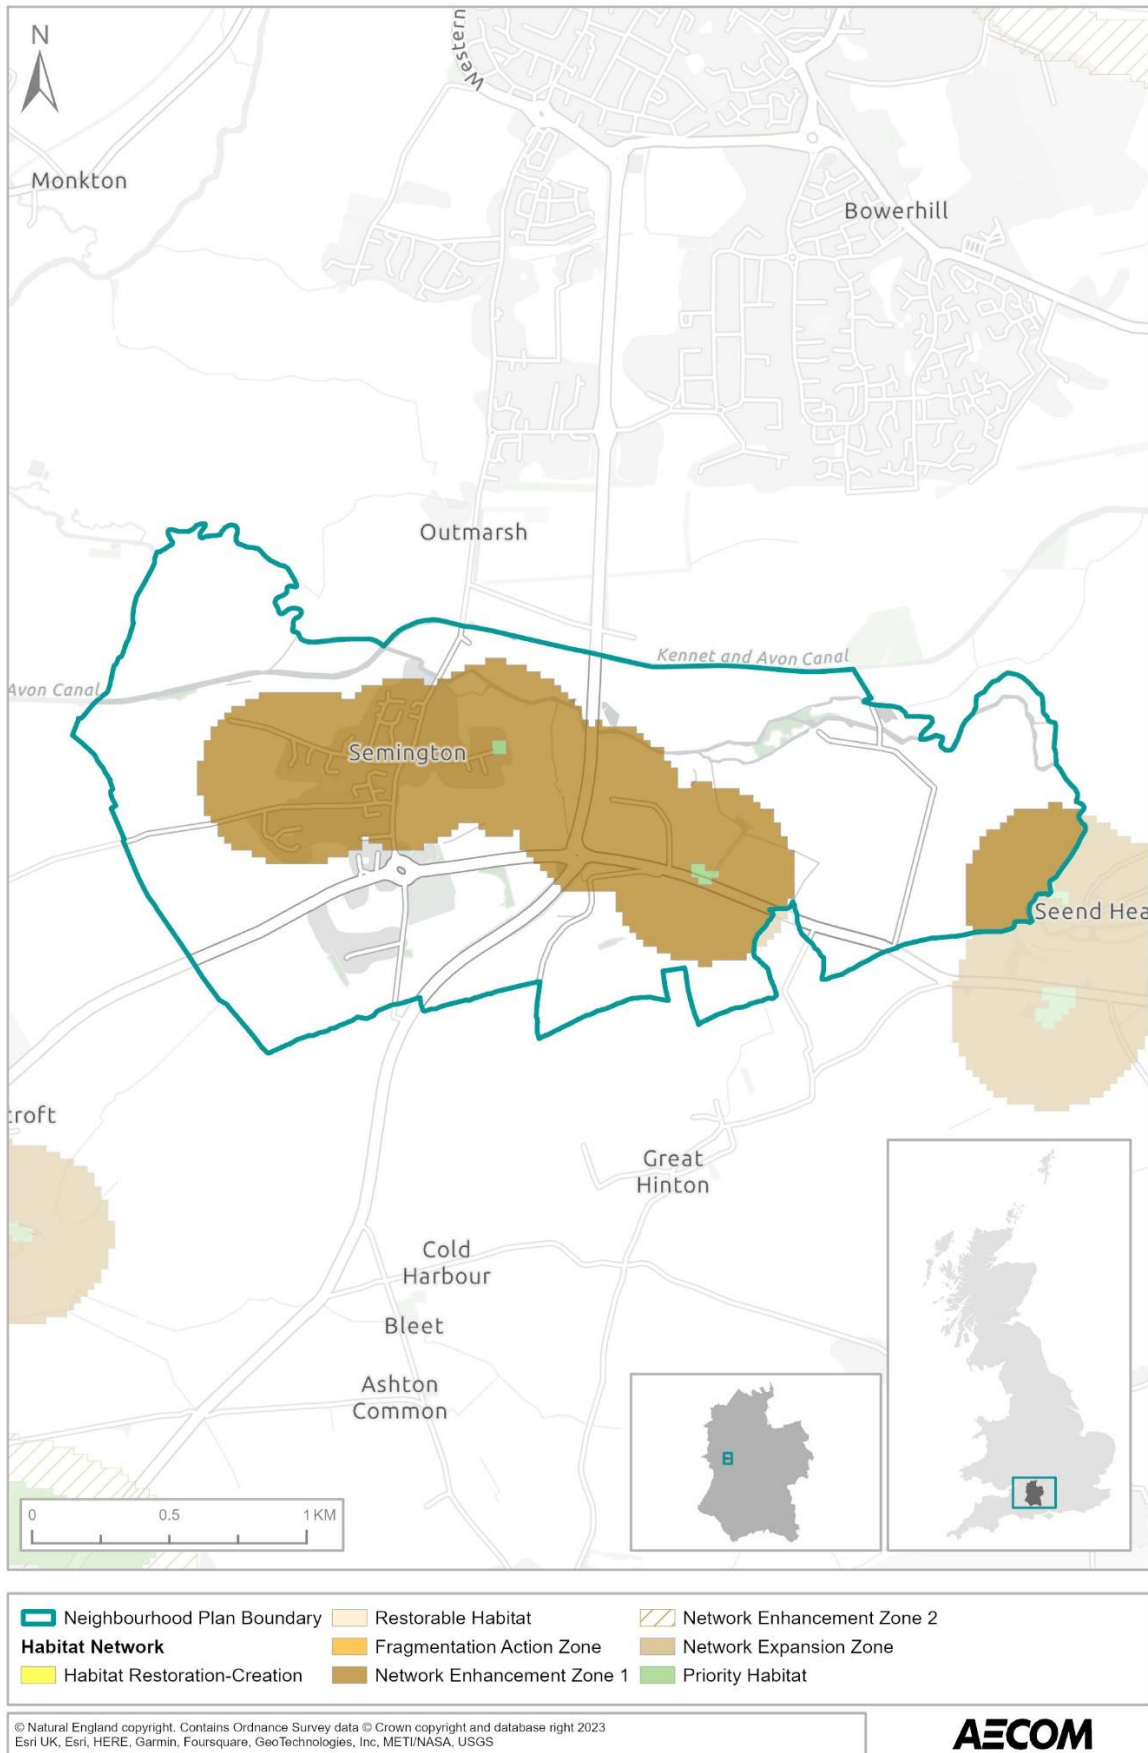 N
Western
Monkton
Bowerhill
Outmarsh
Kennet and Avon Canal
Avon Canal
Semington
Seend Hea
croft
Great
Hinton
Cold
Harbour
Bleet
Ashton
Common
0 0.5 1 KM
Neighbourhood Plan Boundary
Habitat Network
Habitat Restoration-Creation
Restorable Habitat
Fragmentation Action Zone
Network Enhancement Zone 1
Network Enhancement Zone 2
Network Expansion Zone
Priority Habitat
© Natural England copyright. Contains Ordnance Survey data © Crown copyright and database right 2023
Esri UK, Esri, HERE, Garmin, Foursquare, GeoTechnologies, Inc, METI/NASA, USGS
AECOM